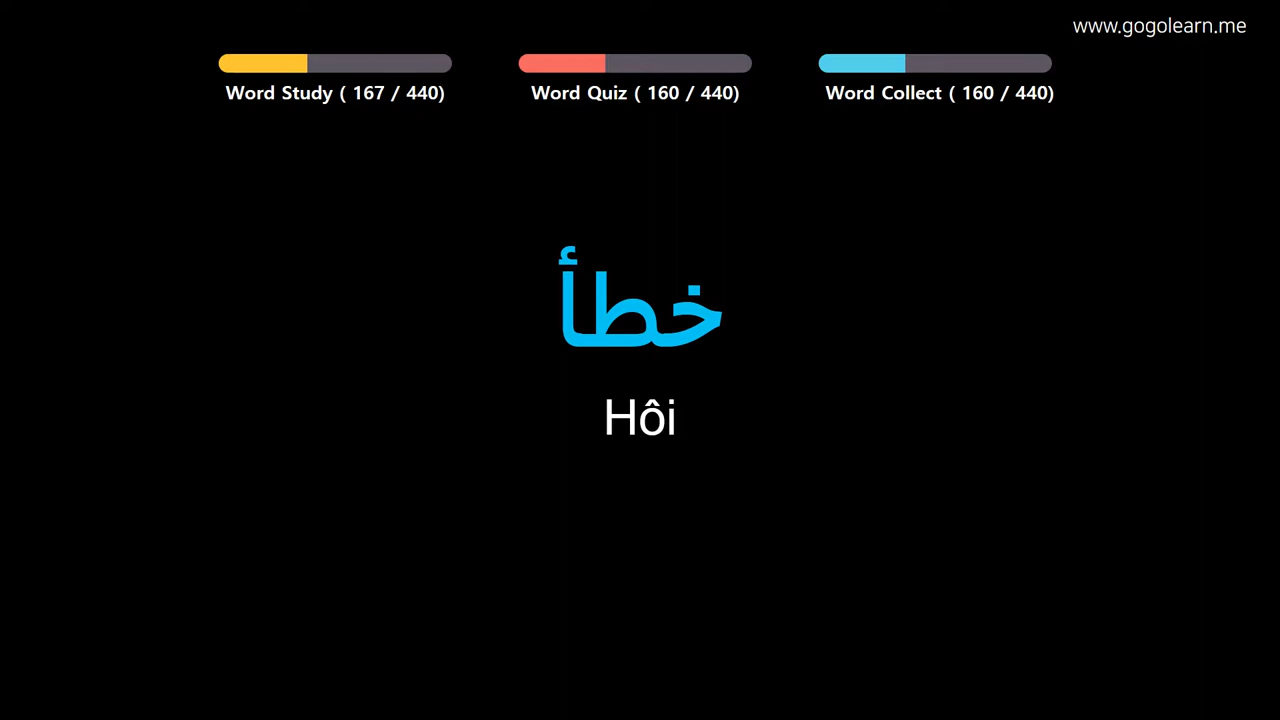 www.gogolearn.me
Word Study ( 167 / 440)
Word Quiz ( 160 / 440)
Word Collect ( 160 / 440)
خطأ
Hôi